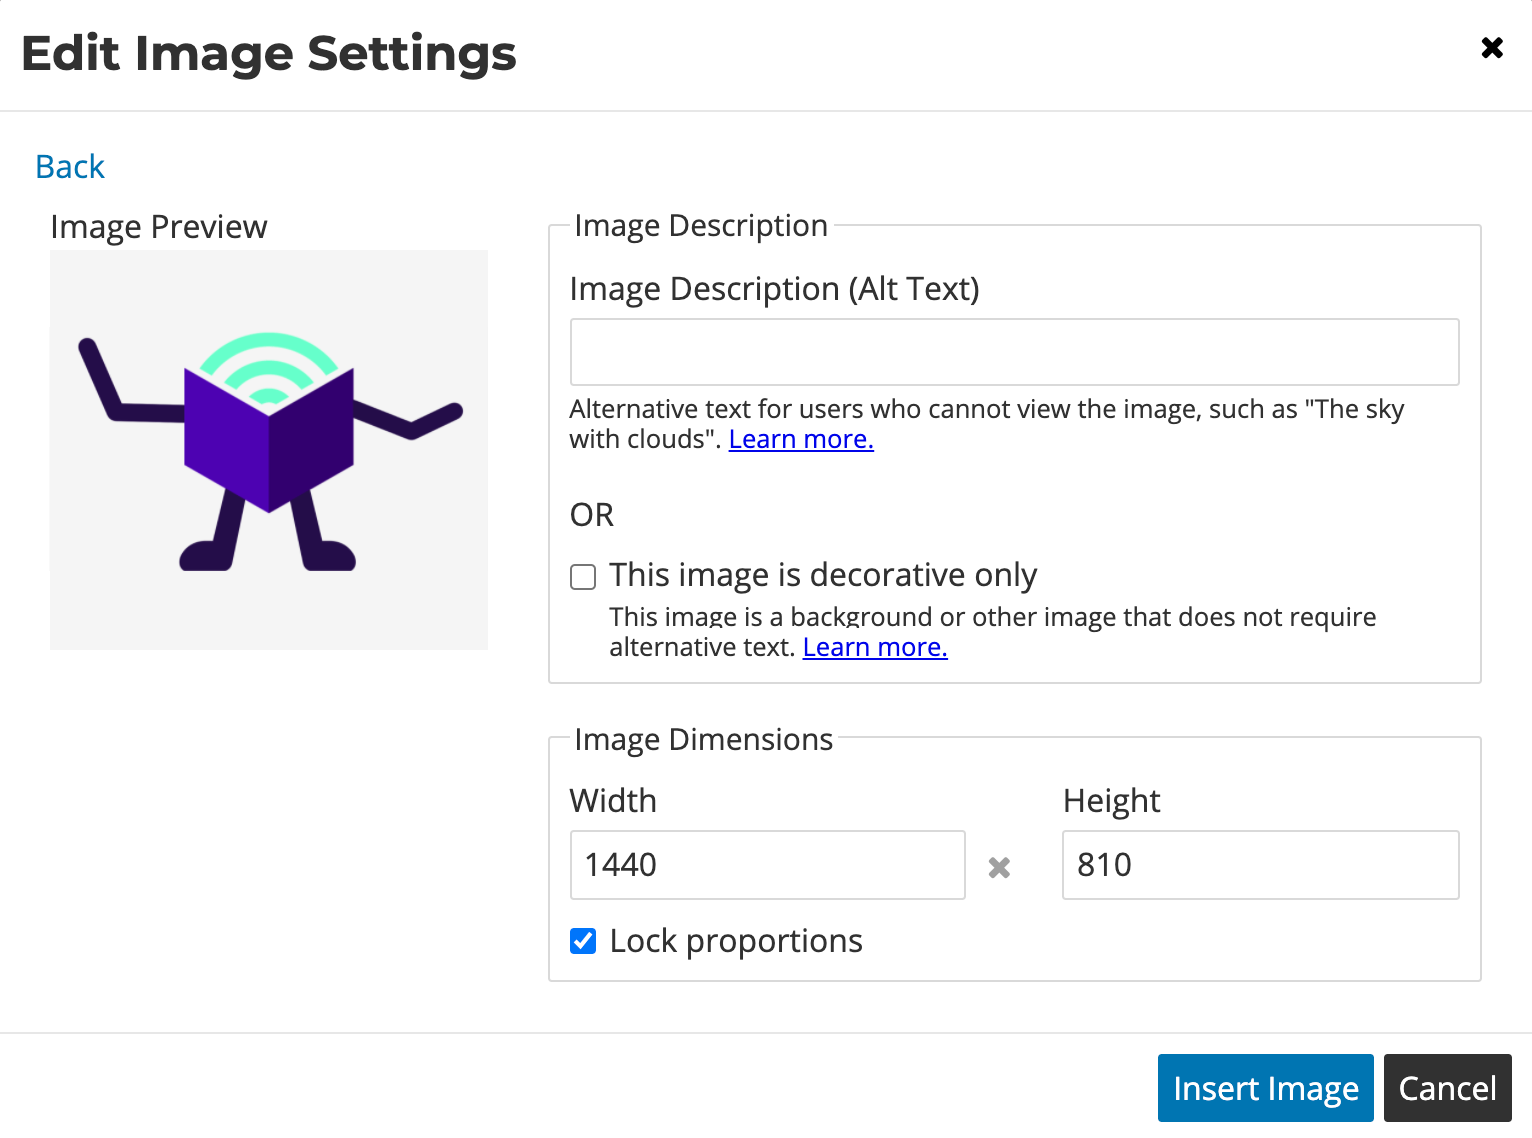 Edit Image Settings
Back
Image Preview
Image Description
Image Description (Alt Text)
Alternative text for users who cannot view the image, such as "The sky
with clouds". Learn more.
OR
This image is decorative only
This image is a background or other image that does not require
alternative text. Learn more.
Image Dimensions
Width
Height
1440
810
Lock proportions
Insert Image
Cancel